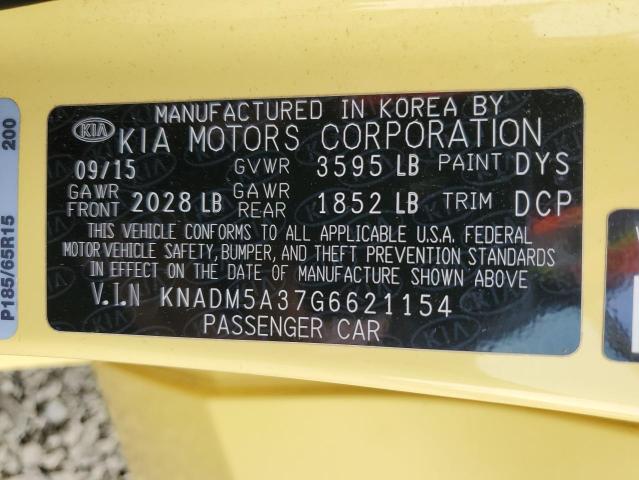 MANUFACTURED IN KOREA BY
KIA KIA MOTORS CORPORATION
09/15 GVWR 3595 LB PAINT DYS
GAWR FRONT 2028 LB GAWR REAR 1852 LB TRIM DCP
THIS VEHICLE CONFORMS TO ALL APPLICABLE U.S.A. FEDERAL
MOTOR VEHICLE SAFETY, BUMPER, AND THEFT PREVENTION STANDARDS
IN EFFECT ON THE DATE OF MANUFACTURE SHOWN ABOVE
V.I.N KNADM5A37G6621154
PASSENGER CAR
P185/65R15 200